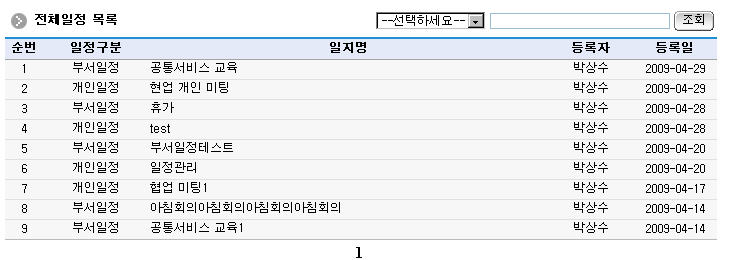 전체일정 목록 --선택하세요-- 조회
순번 일정구분 일지명 등록자 등록일
1 부서일정 공통서비스 교육 박상수 2009-04-29
2 개인일정 현업 개인 미팅 박상수 2009-04-29
3 부서일정 휴가 박상수 2009-04-28
4 개인일정 test 박상수 2009-04-28
5 부서일정 부서일정테스트 박상수 2009-04-20
6 개인일정 일정관리 박상수 2009-04-20
7 개인일정 협업 미팅1 박상수 2009-04-17
8 부서일정 아침회의아침회의아침회의아침회의 박상수 2009-04-14
9 부서일정 공통서비스 교육1 박상수 2009-04-14
1